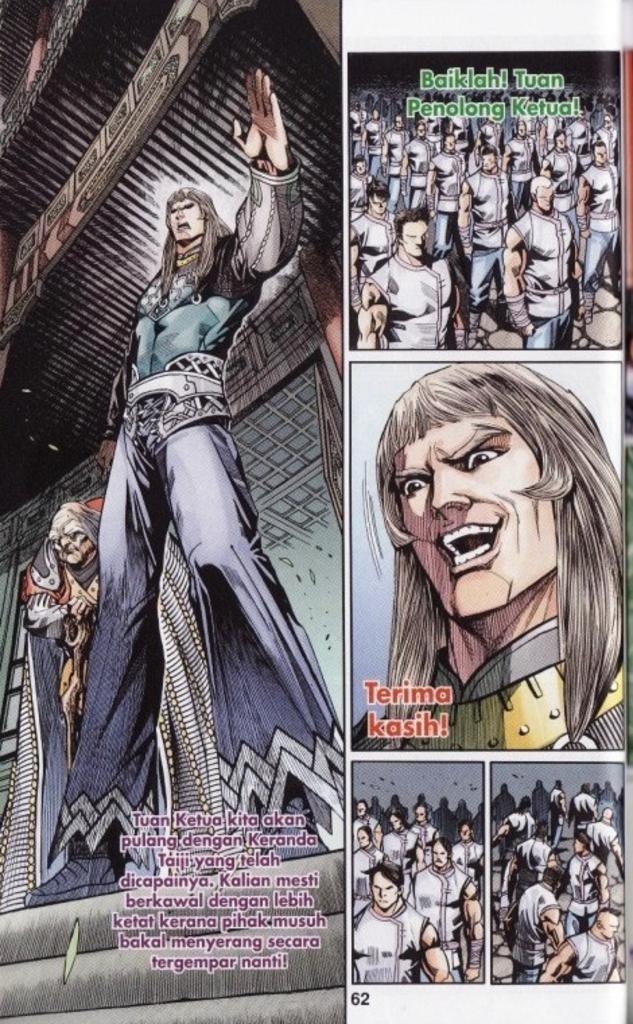 Tuan Ketua kita akan
pulang dengan Keranda
Taiji yang telah
dicapainya. Kalian mesti
berkawal dengan lebih
ketat kerana pihak musuh
bakal menyerang secara
tergempar nanti!
Baiklah! Tuan
Penolong Ketua!
Terima
kasih!
62